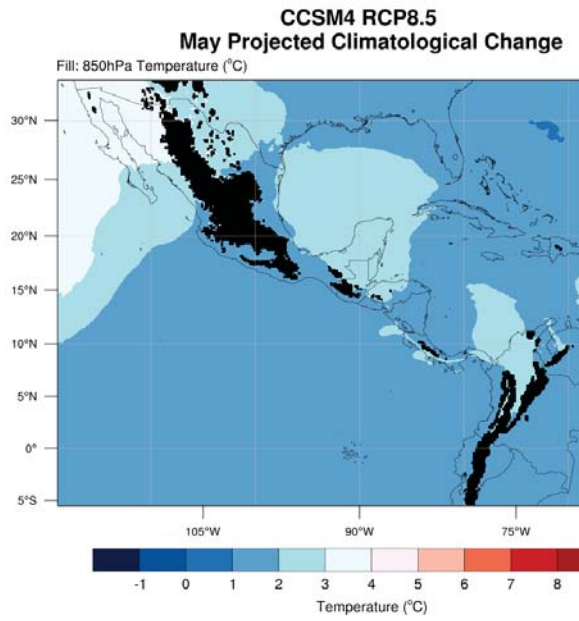 CCSM4 RCP8.5
May Projected Climatological Change
Fill: 850hPa Temperature (°C)
30°N
25°N
20°N
15°N
10°N
5°N
0°
5°S
105°W
90°W
75°W
-1 0 1 2 3 4 5 6 7 8
Temperature (°C)